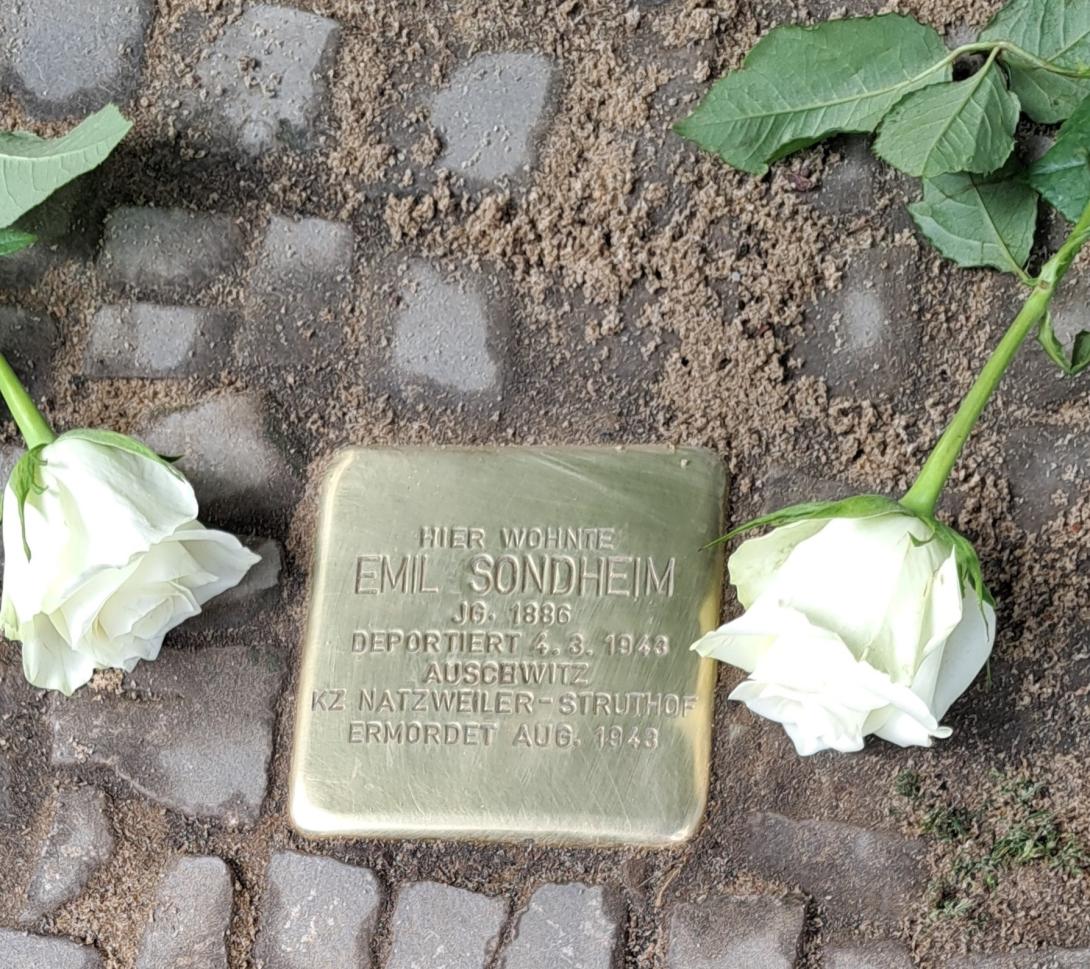 HIER WOHNTE
EMIL SONDHEIM
JG. 1886
DEPORTIERT 4.3.1943
AUSCHWITZ
KZ NATZWEILER-STRUTHOF
ERMORDET AUG. 1943